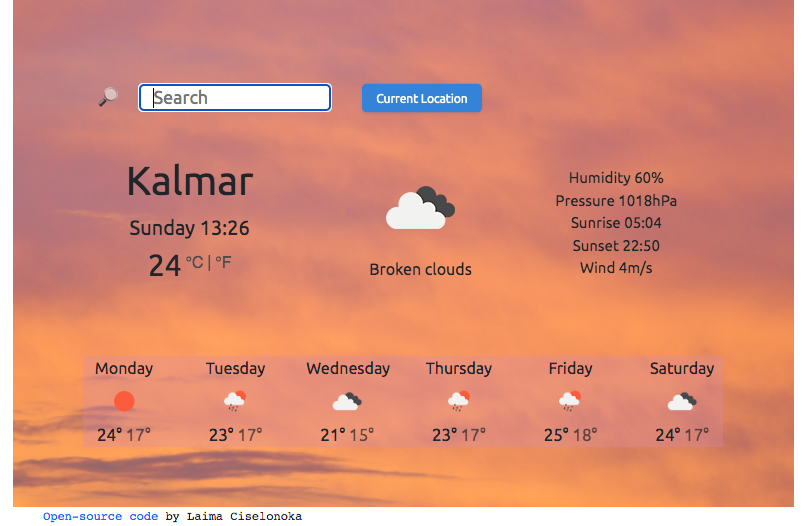 Search
Current Location
Kalmar
Sunday 13:26
24 °C | °F
Broken clouds
Humidity 60%
Pressure 1018hPa
Sunrise 05:04
Sunset 22:50
Wind 4m/s
Monday Tuesday Wednesday Thursday Friday Saturday
24° 17° 23° 17° 21° 15° 23° 17° 25° 18° 24° 17°
Open-source code by Laima Ciselonoka